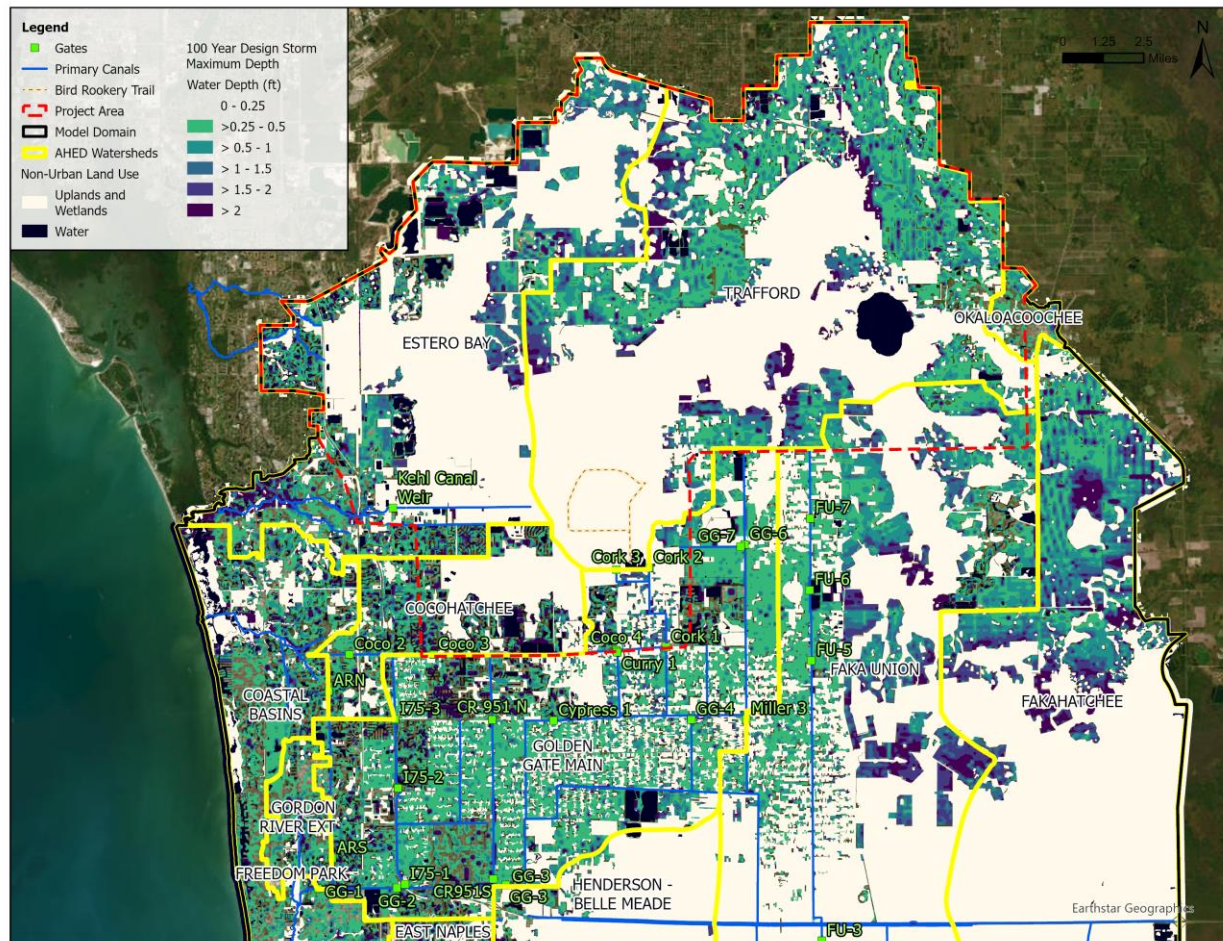 Legend
Gates
Primary Canals
Bird Rookery Trail
Project Area
Model Domain
AHED Watersheds
Non-Urban Land Use
Uplands and
Wetlands
Water
100 Year Design Storm
Maximum Depth
Water Depth (ft)
0 - 0.25
>0.25 - 0.5
> 0.5 - 1
> 1 - 1.5
> 1.5 - 2
> 2
N
0 1.25 2.5
Miles
TRAFFORD
OKALOACOOCHEE
ESTERO BAY
Kehl Canal
Weir
FU-7
GG-7 GG-6
Cork 3 Cork 2
FU-6
COCOHATCHEE
Coco 2 Coco 3 Coco 4 Cork 1
Curry 1
FU-5
FAKA UNION
ARN
COASTAL
BASINS
FAKAHATCHEE
I75-3 CR 951 N Cypress 1 GG-4 Miller 3
GOLDEN
GATE MAIN
I75-2
GORDON
RIVER EXT
ARS
FREEDOM PARK
GG-1 I75-1 GG-3
GG-2 CR951S GG-3
HENDERSON -
BELLE MEADE
EAST NAPLES
FU-3
Earthstar Geographics